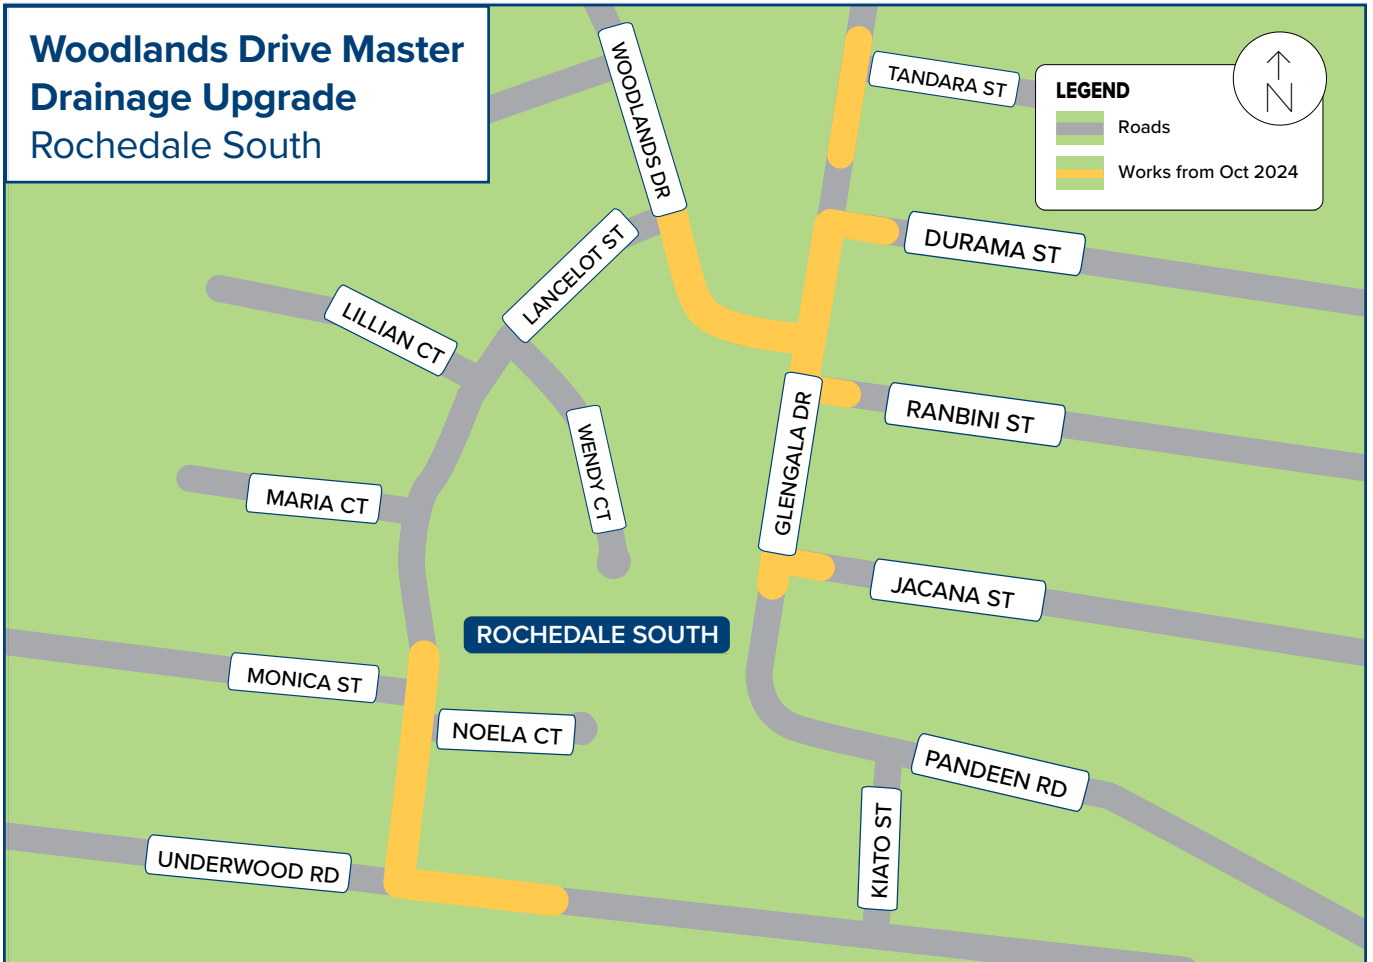 Woodlands Drive Master
Drainage Upgrade
Rochedale South
WOODLANDS DR
TANDARA ST
LEGEND
N
Roads
Works from Oct 2024
DURAMA ST
LANCELOT ST
LILLIAN CT
WENDY CT
GLENGALA DR
RANBINI ST
MARIA CT
JACANA ST
ROCHEDALE SOUTH
MONICA ST
NOELA CT
PANDEEN RD
KIATO ST
UNDERWOOD RD